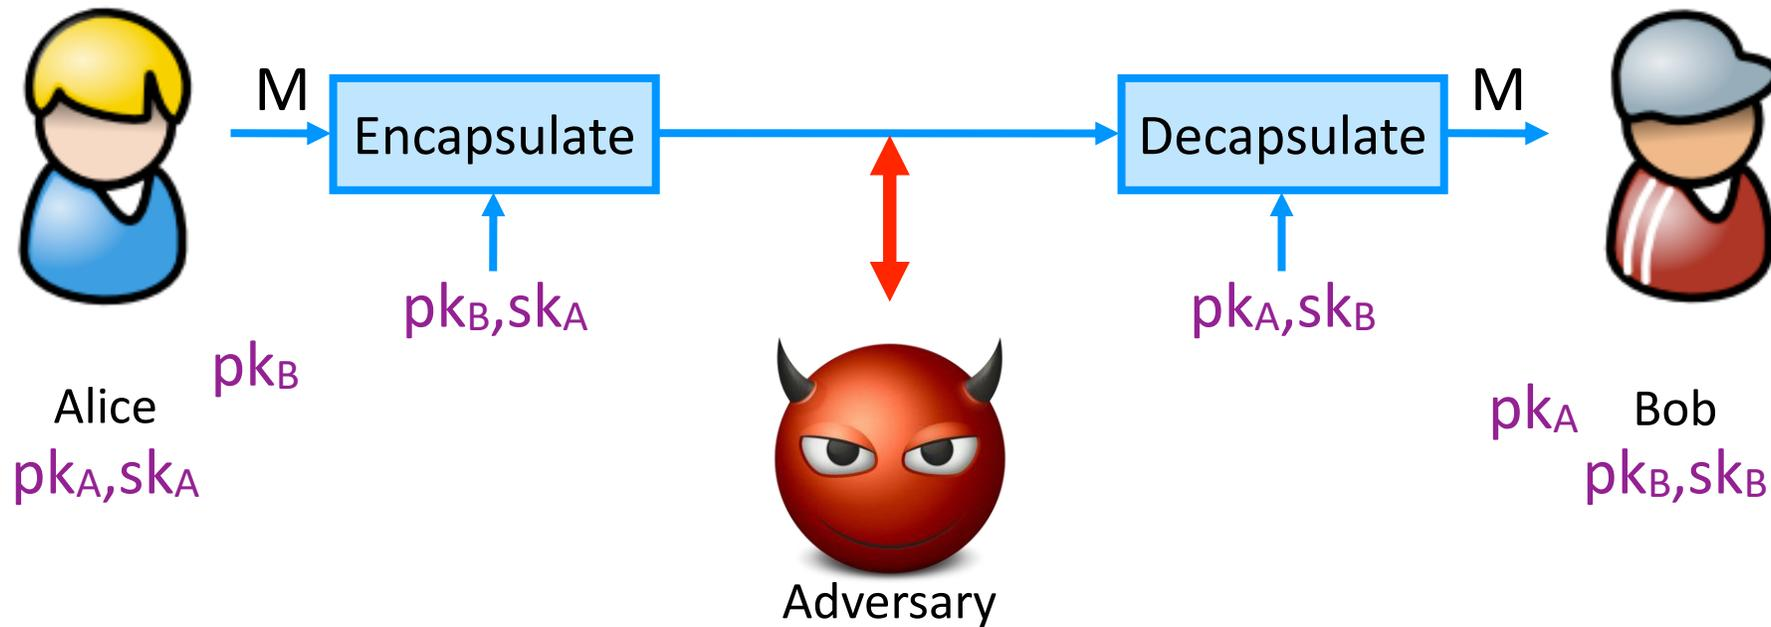 M
Encapsulate
Decapsulate
M
pkB,skA
pkA,skB
pkB
Alice
pkA
Bob
pkA,skA
pkB,skB
Adversary